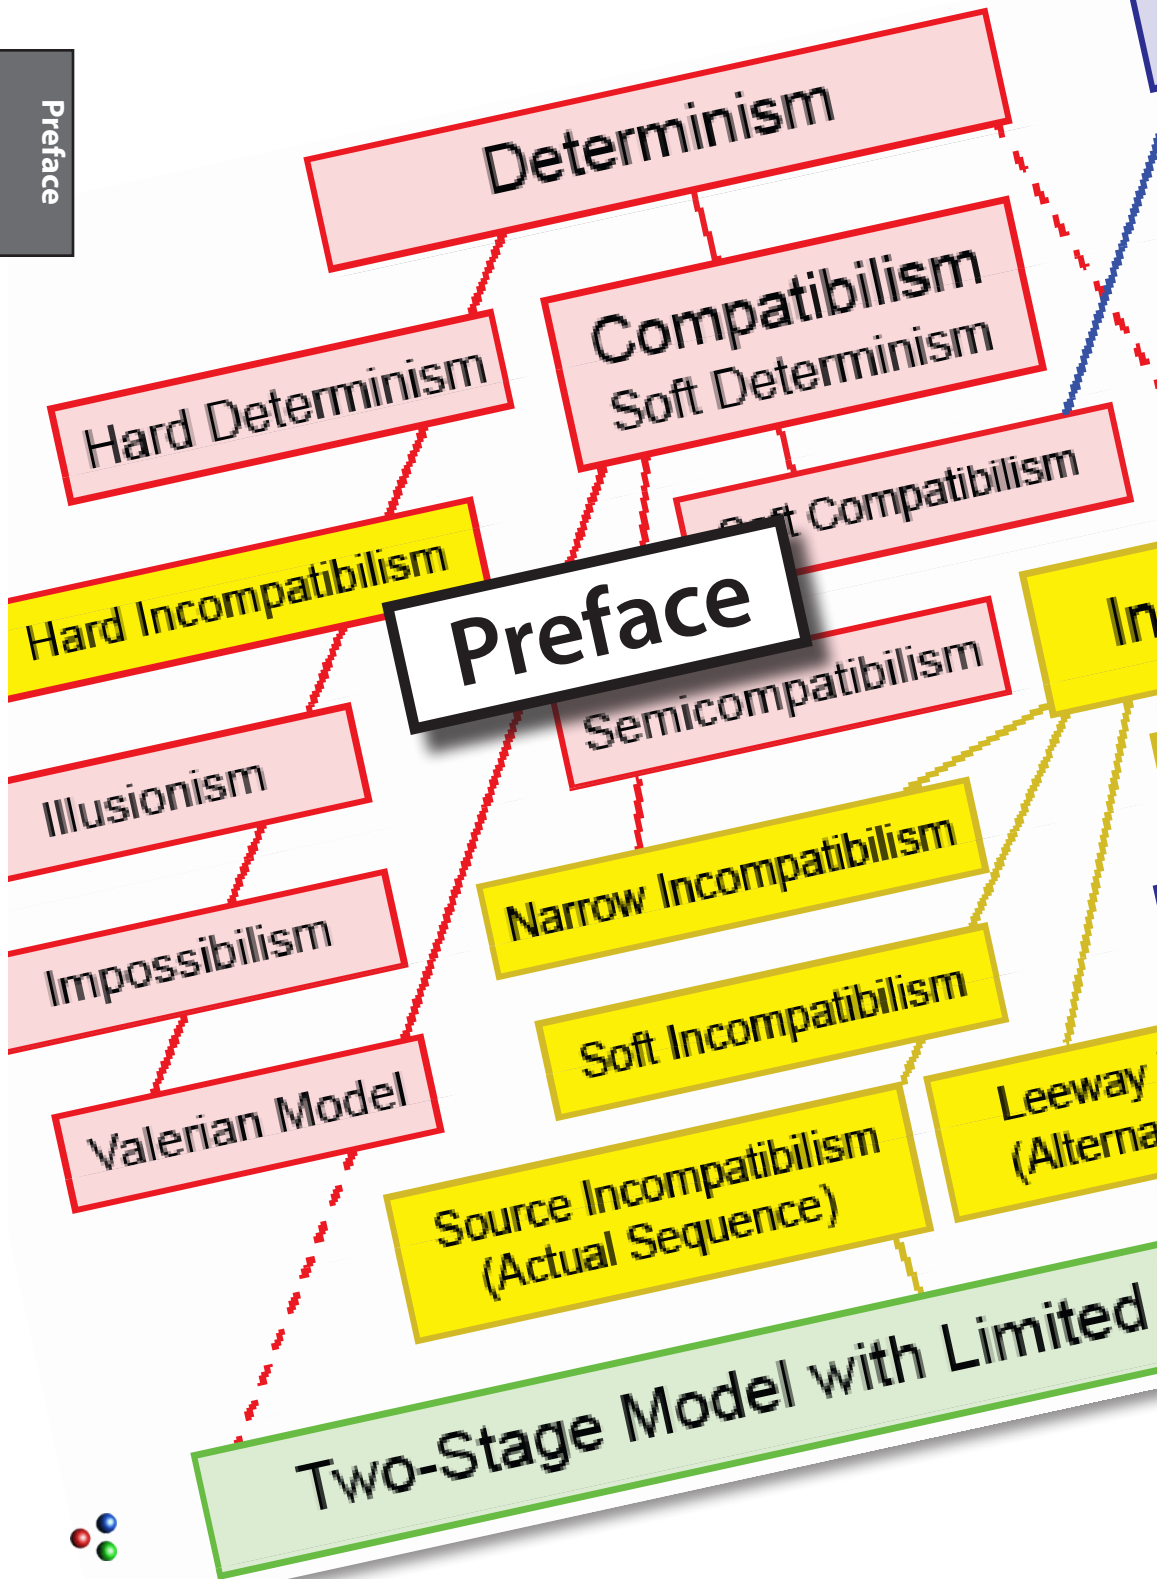 Preface
Determinism
Compatibilism
Soft Determinism
Hard Determinism
Soft Compatibilism
Hard Incompatibilism
Preface
Semicompatibilism
Illusionism
Narrow Incompatibilism
Impossibilism
Soft Incompatibilism
Valerian Model
Leeway
Source Incompatibilism
(Actual Sequence)
Two-Stage Model with Limited